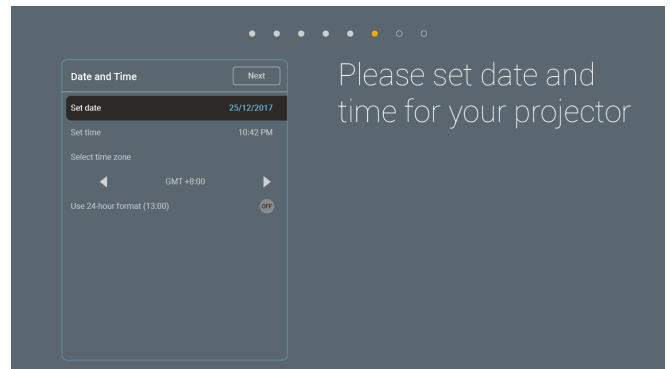 Date and Time
Next
Set date
25/12/2017
Set time
10:42 PM
Select time zone
GMT +8:00
Use 24-hour format (13:00)
OFF
Please set date and
time for your projector